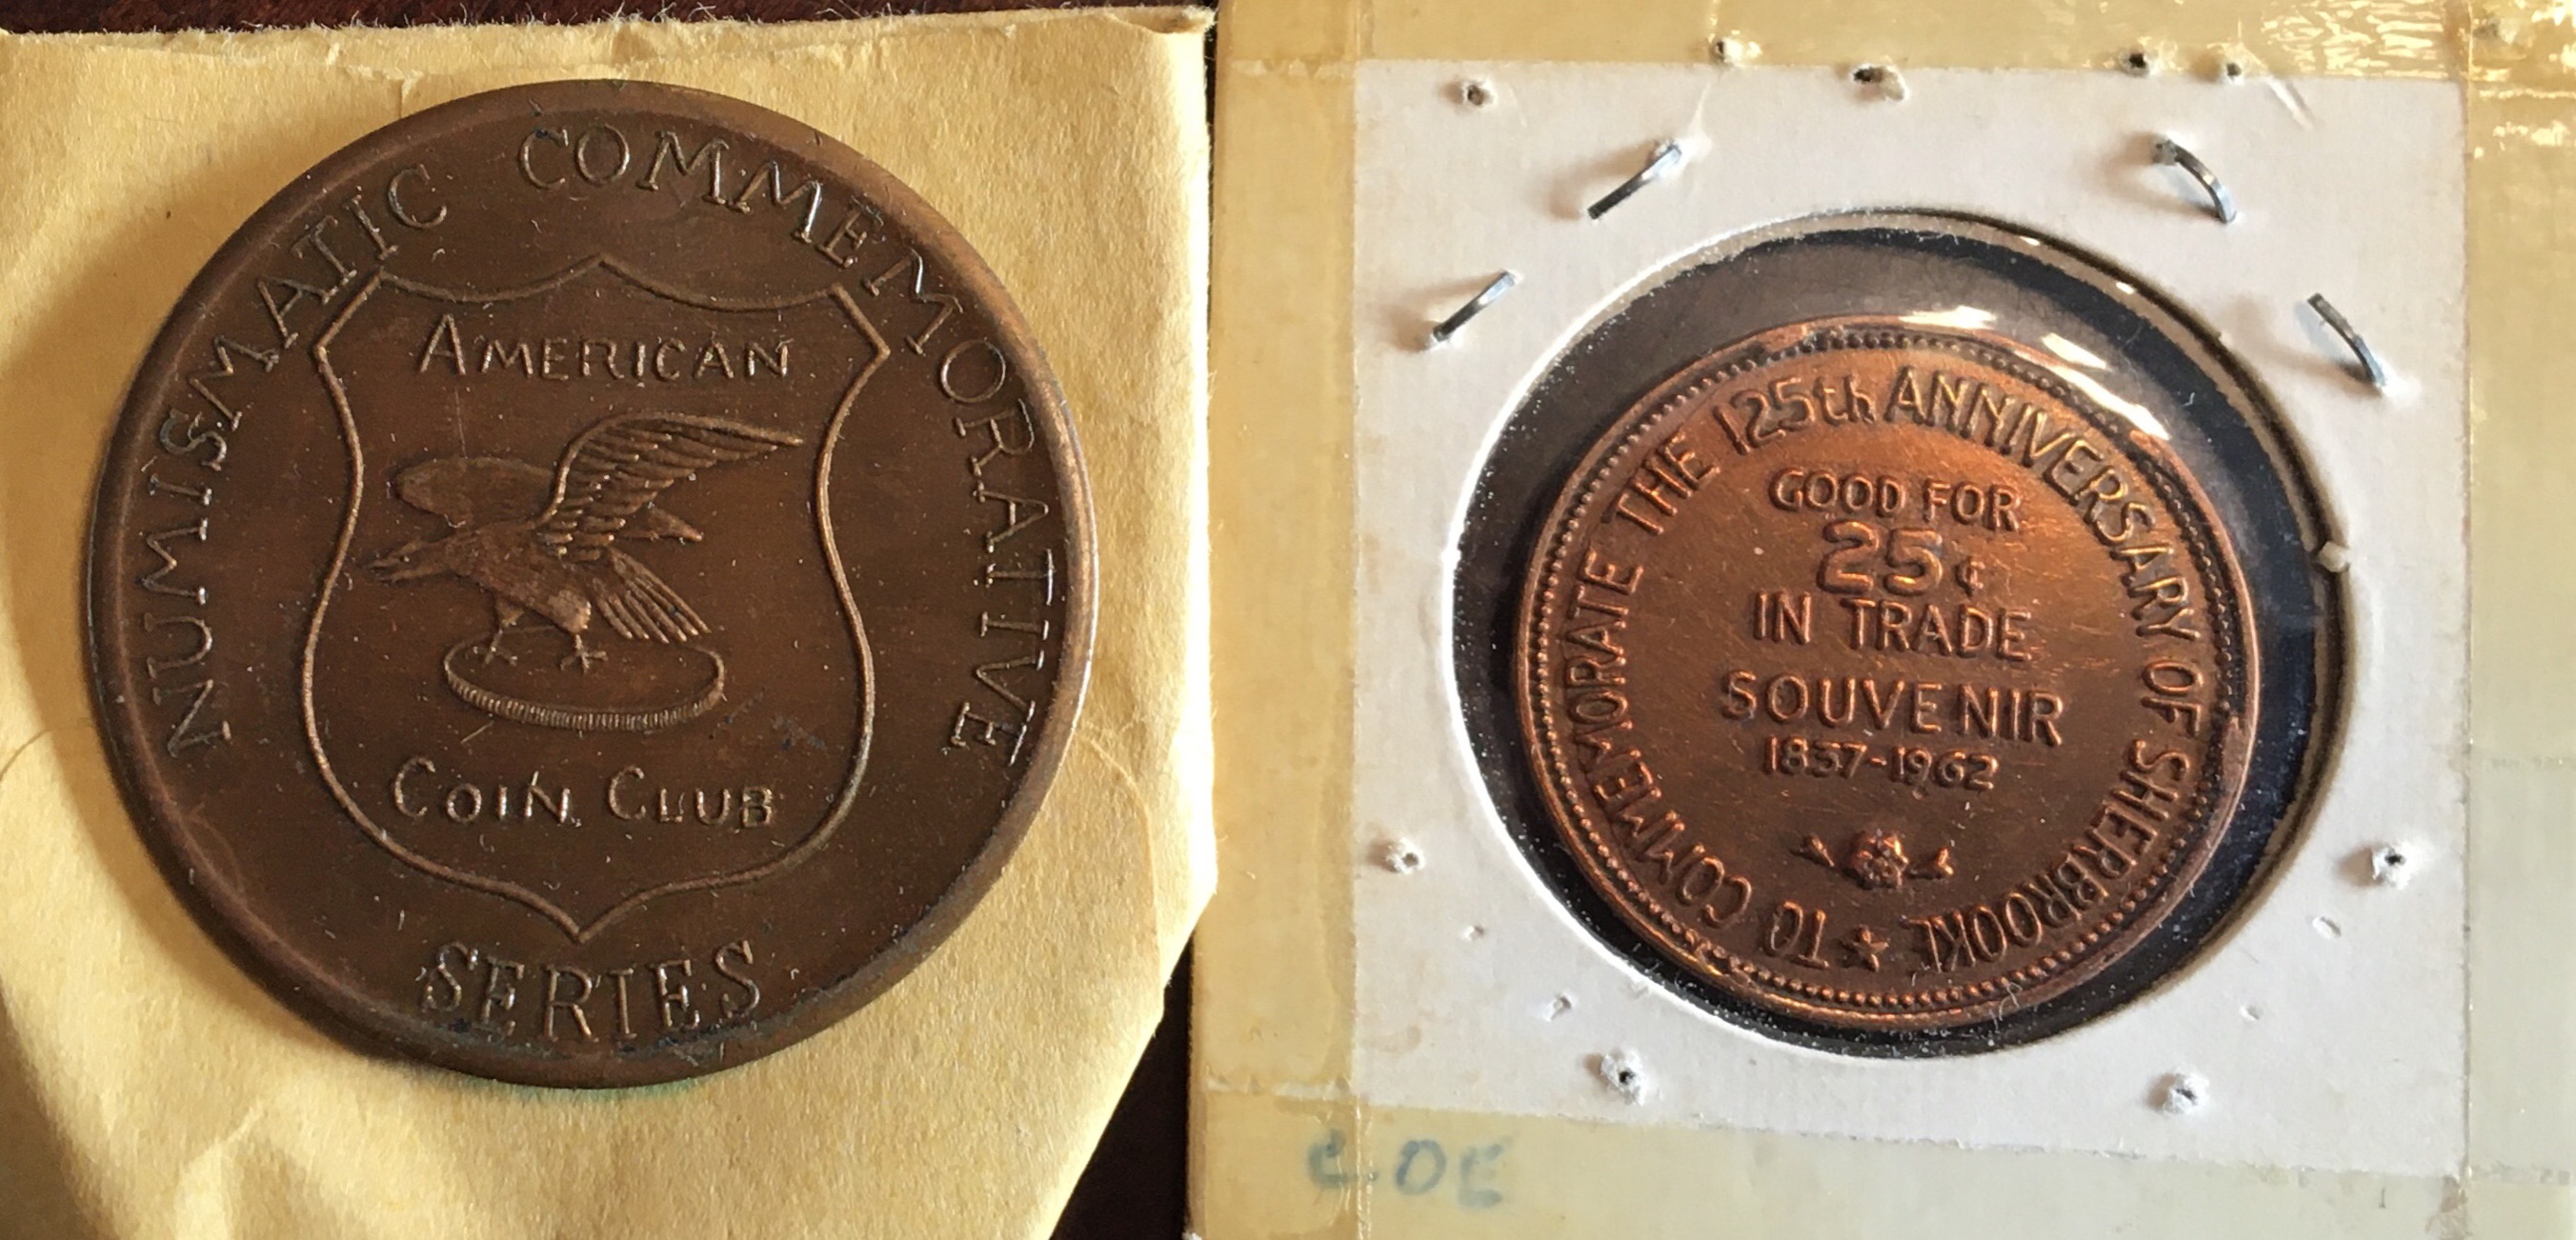 NUMISMATIC COMMEMORATIVE
AMERICAN
COIN CLUB
SERIES
TO COMMEMORATE THE 125th ANNIVERSARY OF SHERBROOKE
GOOD FOR
25¢
IN TRADE
SOUVENIR
1837-1962